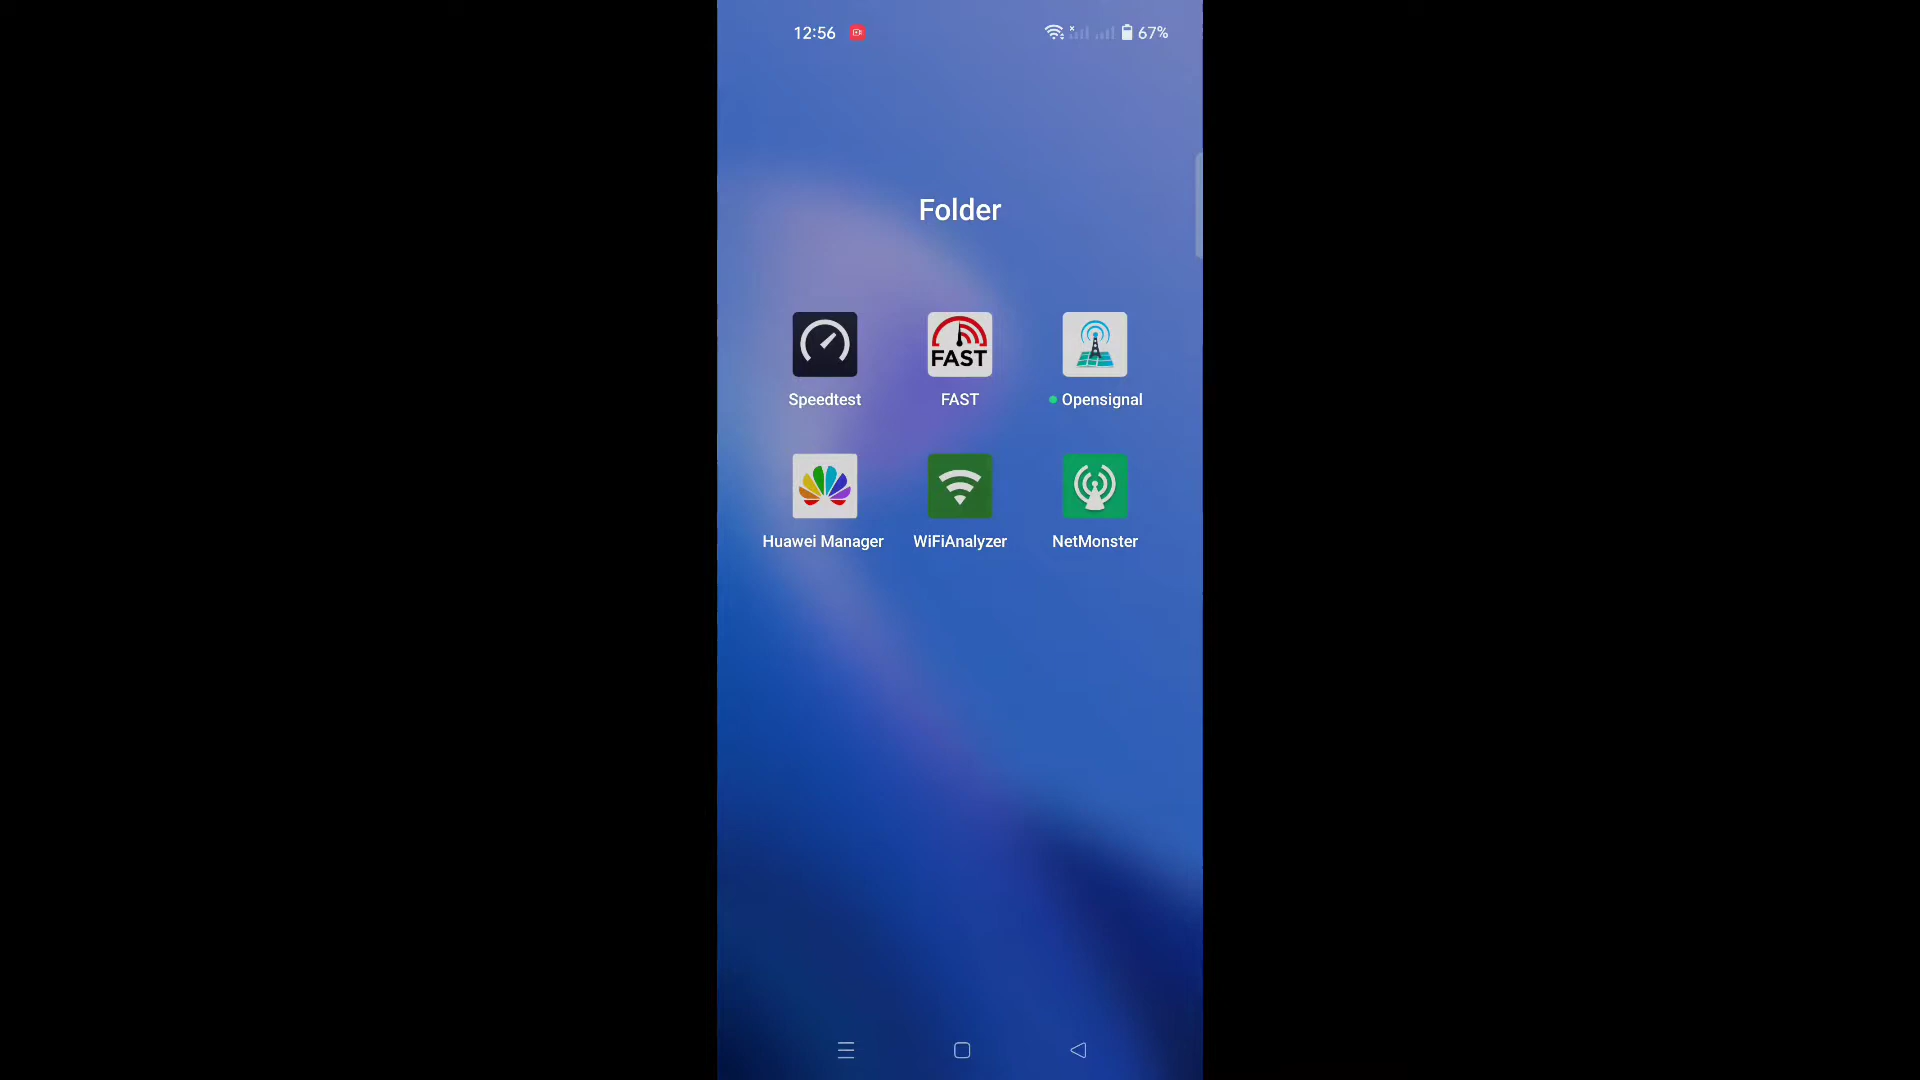 12:56
67%
Folder
Speedtest
FAST
FAST
Opensignal
Huawei Manager
WiFiAnalyzer
NetMonster